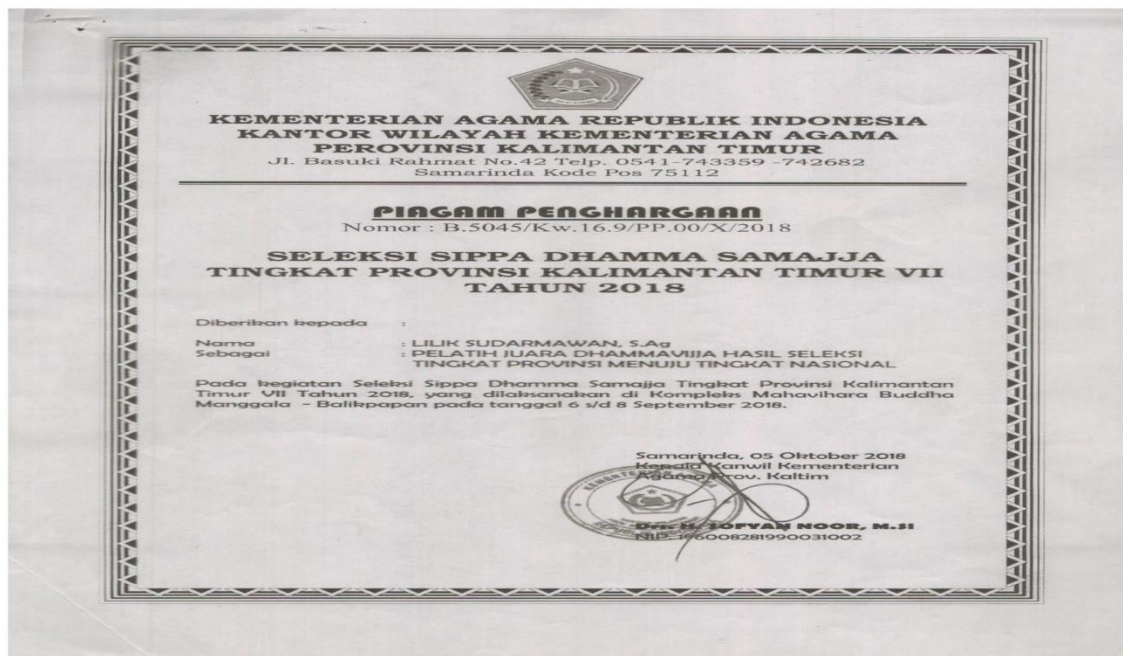 KEMENTERIAN AGAMA REPUBLIK INDONESIA
KANTOR WILAYAH KEMENTERIAN AGAMA
PEROVINSI KALIMANTAN TIMUR
Jl. Basuki Rahmat No.42 Telp. 0541-743359 -742682
Samarinda Kode Pos 75112
PIAGAM PENGHARGAAN
Nomor : B.5045/Kw.16.9/PP.00/X/2018
SELEKSI SIPPA DHAMMA SAMAJJA
TINGKAT PROVINSI KALIMANTAN TIMUR VII
TAHUN 2018
Diberikan kepada :
Nama : LILIK SUDARMAWAN, S.Ag
Sebagai : PELATIH JUARA DHAMMAVIJJA HASIL SELEKSI
TINGKAT PROVINSI MENUJU TINGKAT NASIONAL
Pada kegiatan Seleksi Sippa Dhamma Samajja Tingkat Provinsi Kalimantan
Timur VII Tahun 2018, yang dilaksanakan di Kompleks Mahavihara Buddha
Manggala - Balikpapan pada tanggal 6 s/d 8 September 2018.
Samarinda, 05 Oktober 2018
Kepala Kanwil Kementerian
Agama Prov. Kaltim
Drs. H. SOFYAN NOOR, M.SI
NIP. 196008281990031002